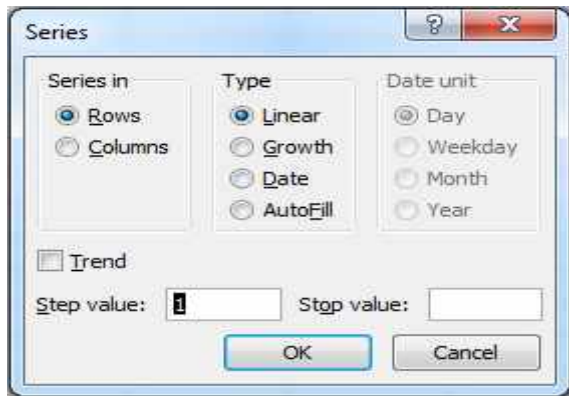 Series
?
X
Series in
Rows
Columns
Type
Linear
Growth
Date
AutoFill
Date unit
Day
Weekday
Month
Year
Trend
Step value: 1
Stop value:
OK
Cancel